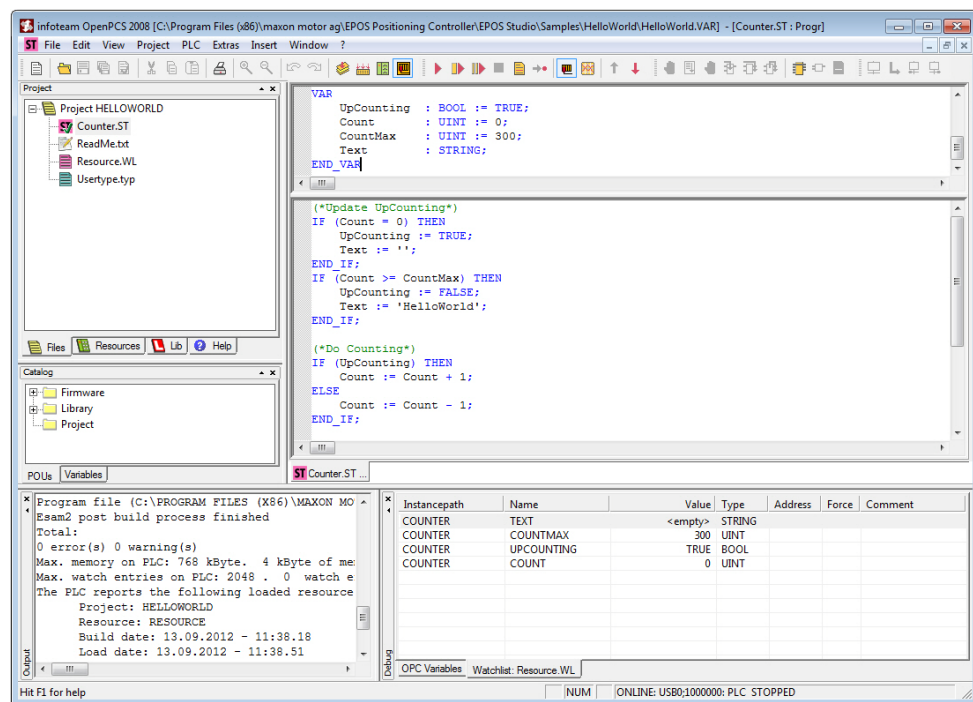 infoteam OpenPCS 2008 [C:\Program Files (x86)\maxon motor ag\EPOS Positioning Controller\EPOS Studio\Samples\HelloWorld\HelloWorld.VAR] - [Counter.ST : Progr]
ST File Edit View Project PLC Extras Insert Window ?
Project
Project HELLOWORLD
Counter.ST
ReadMe.txt
Resource.WL
Usertype.typ
Files Resources Lib Help
Catalog
Firmware
Library
Project
POUs Variables
VAR
UpCounting : BOOL := TRUE;
Count : UINT := 0;
CountMax : UINT := 300;
Text : STRING;
END_VAR
(*Update UpCounting*)
IF (Count = 0) THEN
UpCounting := TRUE;
Text := '';
END_IF;
IF (Count >= CountMax) THEN
UpCounting := FALSE;
Text := 'HelloWorld';
END_IF;
(*Do Counting*)
IF (UpCounting) THEN
Count := Count + 1;
ELSE
Count := Count - 1;
END_IF;
ST Counter.ST ...
Program file (C:\PROGRAM FILES (X86)\MAXON MO
Esam2 post build process finished
Total:
0 error(s) 0 warning(s)
Max. memory on PLC: 768 kByte. 4 kByte of me
Max. watch entries on PLC: 2048 . 0 watch e
The PLC reports the following loaded resource
Project: HELLOWORLD
Resource: RESOURCE
Build date: 13.09.2012 - 11:38.18
Load date: 13.09.2012 - 11:38.51
Output
Instancepath Name Value Type Address Force Comment
COUNTER TEXT <empty> STRING
COUNTER COUNTMAX 300 UINT
COUNTER UPCOUNTING TRUE BOOL
COUNTER COUNT 0 UINT
Debug
OPC Variables Watchlist: Resource.WL
Hit F1 for help NUM ONLINE: USB0;1000000: PLC STOPPED